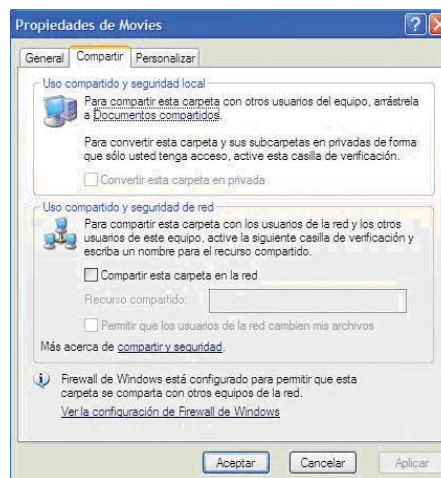 Propiedades de Movies
General Compartir Personalizar
Uso compartido y seguridad local
Para compartir esta carpeta con otros usuarios del equipo, arrástrela
a Documentos compartidos.
Para convertir esta carpeta y sus subcarpetas en privadas de forma
que sólo usted tenga acceso, active esta casilla de verificación.
Convertir esta carpeta en privada
Uso compartido y seguridad de red
Para compartir esta carpeta con los usuarios de la red y los otros
usuarios de este equipo, active la siguiente casilla de verificación y
escriba un nombre para el recurso compartido.
Compartir esta carpeta en la red
Recurso compartido:
Permitir que los usuarios de la red cambien mis archivos
Más acerca de compartir y seguridad.
Firewall de Windows está configurado para permitir que esta
carpeta se comparta con otros equipos de la red.
Ver la configuración de Firewall de Windows
Aceptar Cancelar Aplicar